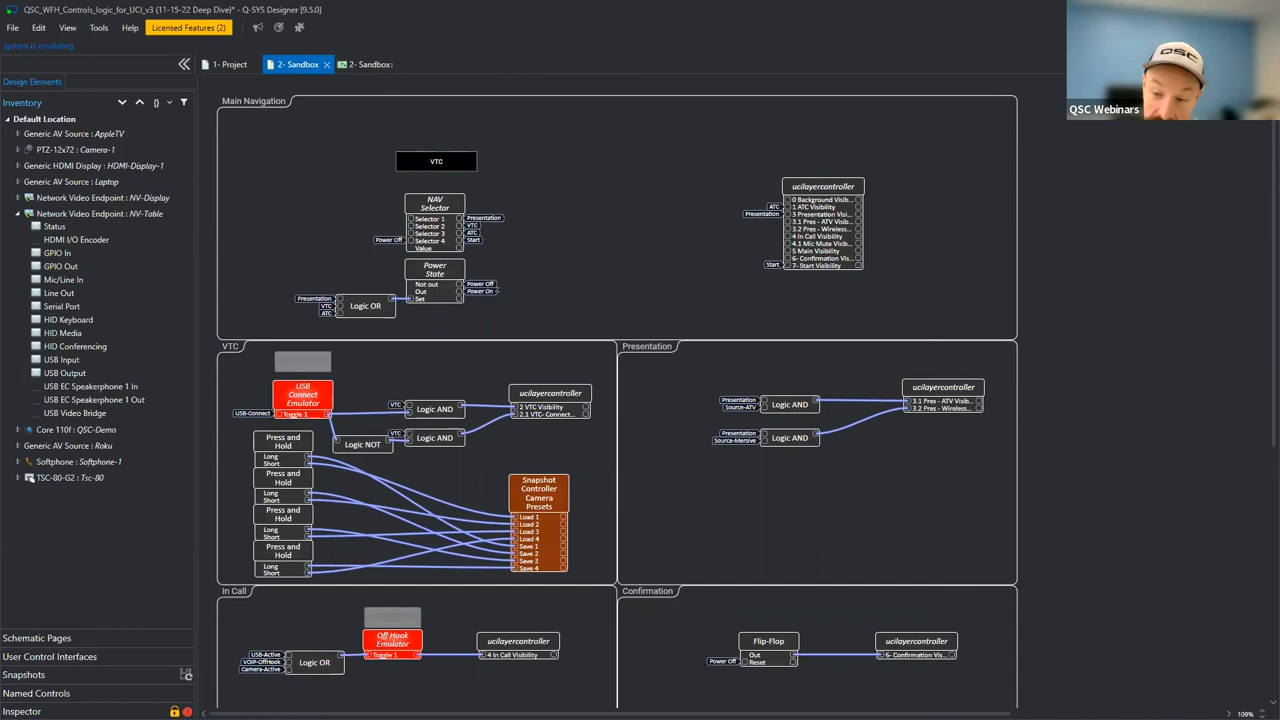 QSC_WFH_Controls_logic_for_UCI_v3 (11-15-22 Deep Dive)* - Q-SYS Designer [9.5.0]
File Edit View Tools Help Licensed Features (2)
System is emulating
1- Project 2- Sandbox 2- Sandbox:
Design Elements
Inventory
Default Location
Generic AV Source : AppleTV
PTZ-12x72 : Camera-1
Generic HDMI Display : HDMI-Display-1
Generic AV Source : Laptop
Network Video Endpoint : NV-Display
Network Video Endpoint : NV-Table
Status
HDMI I/O Encoder
GPIO In
GPIO Out
Mic/Line In
Line Out
Serial Port
HID Keyboard
HID Media
HID Conferencing
USB Input
USB Output
USB EC Speakerphone 1 In
USB EC Speakerphone 1 Out
USB Video Bridge
Core 110f : QSC-Demo
Generic AV Source : Roku
Softphone : Softphone-1
TSC-80-G2 : Tsc-80
Schematic Pages
User Control Interfaces
Snapshots
Named Controls
Inspector
Main Navigation
VTC
NAV
Selector
Selector 1
Selector 2
Selector 3
Selector 4
Value
Presentation
VTC
ATC
Start
Power Off
Power
State
Not out
Out
Set
Power Off
Power On
Presentation
VTC
ATC
Logic OR
ucilayercontroller
0 Background Visib...
1 ATC Visibility
3 Presentation Visib...
3.1 Pres - ATV Visib...
3.2 Pres - Wireless...
4 In Call Visibility
4.1 Mic Mute Visibi...
5 Main Visibility
6- Confirmation Vis...
7- Start Visibility
ATC
Presentation
Start
VTC
USB
Connect
Emulator
Toggle 1
USB-Connect
VTC
Logic AND
Logic NOT
VTC
Logic AND
ucilayercontroller
2 VTC Visibility
2.1 VTC- Connect...
Press and
Hold
Long
Short
Press and
Hold
Long
Short
Press and
Hold
Long
Short
Press and
Hold
Long
Short
Snapshot
Controller
Camera
Presets
Load 1
Load 2
Load 3
Load 4
Save 1
Save 2
Save 3
Save 4
Presentation
Presentation
Source-ATV
Logic AND
Presentation
Source-Mersive
Logic AND
ucilayercontroller
3.1 Pres - ATV Visib...
3.2 Pres - Wireless...
In Call
Off Hook
Emulator
Toggle 1
USB-Active
VOIP-OffHook
Camera-Active
Logic OR
ucilayercontroller
4 In Call Visibility
Confirmation
Flip-Flop
Out
Reset
Power Off
ucilayercontroller
6- Confirmation Vis...
109%
QSC
QSC Webinars